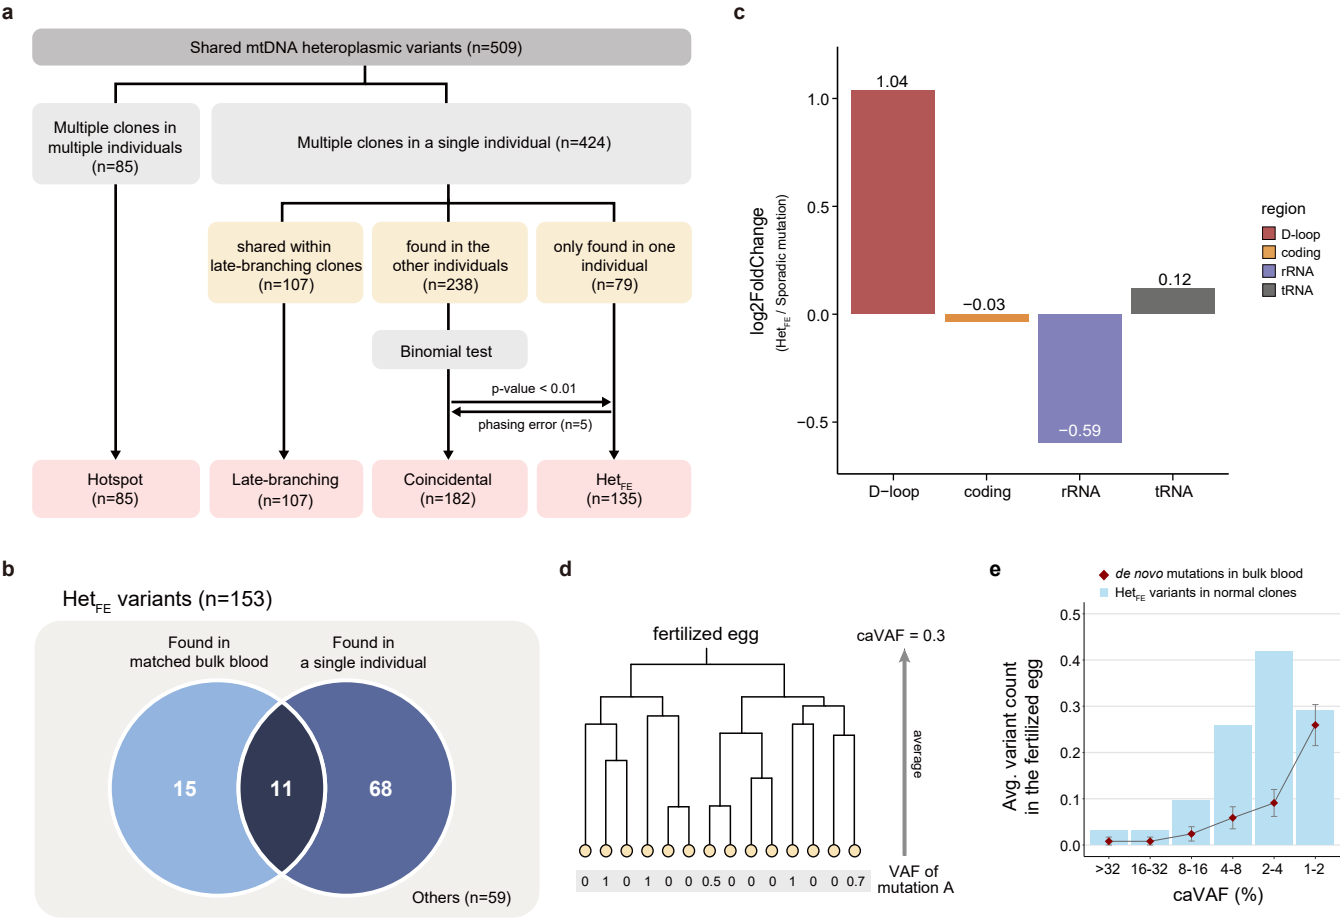 a
Shared mtDNA heteroplasmic variants (n=509)
Multiple clones in
multiple individuals
(n=85)
Multiple clones in a single individual (n=424)
shared within
late-branching clones
(n=107)
found in the
other individuals
(n=238)
only found in one
individual
(n=79)
Binomial test
p-value < 0.01
phasing error (n=5)
Hotspot
(n=85)
Late-branching
(n=107)
Coincidental
(n=182)
HetFE
(n=135)
b
HetFE variants (n=153)
Found in
matched bulk blood
Found in
a single individual
15
11
68
Others (n=59)
c
log2FoldChange
(HetFE / Sporadic mutation)
1.0
0.5
0.0
−0.5
1.04
−0.03
−0.59
0.12
D−loop
coding
rRNA
tRNA
region
D−loop
coding
rRNA
tRNA
d
fertilized egg
caVAF = 0.3
average
0 1 0 1 0 0 0.5 0 0 0 1 0 0 0.7
VAF of
mutation A
e
de novo mutations in bulk blood
HetFE variants in normal clones
Avg. variant count
in the fertilized egg
0.5
0.4
0.3
0.2
0.1
0.0
>32
16-32
8-16
4-8
2-4
1-2
caVAF (%)